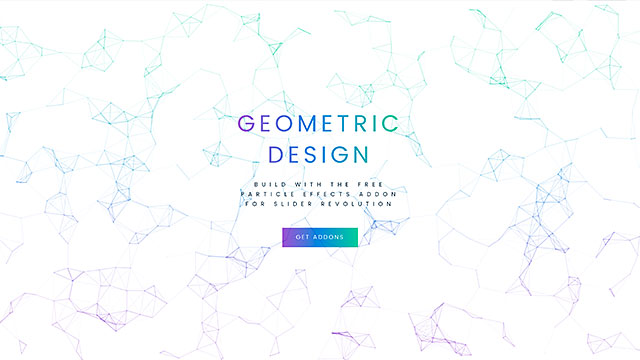 GEOMETRIC
DESIGN
BUILD WITH THE FREE
PARTICLE EFFECTS ADDON
FOR SLIDER REVOLUTION
GET ADDONS